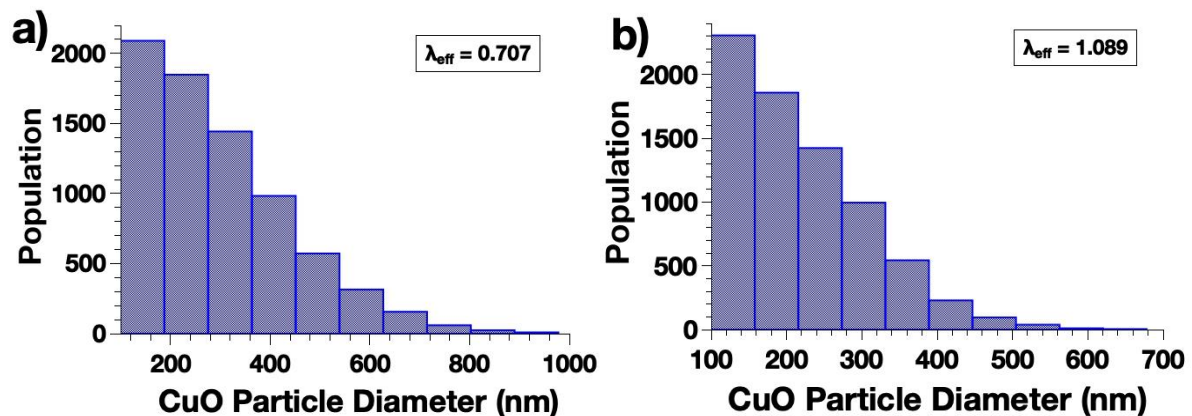 a)
λeff = 0.707
2000
1500
1000
500
0
Population
200 400 600 800 1000
CuO Particle Diameter (nm)
b)
λeff = 1.089
2000
1500
1000
500
0
Population
100 200 300 400 500 600 700
CuO Particle Diameter (nm)